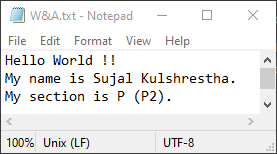 W&A.txt - Notepad
File Edit Format View Help
Hello World !!
My name is Sujal Kulshrestha.
My section is P (P2).
100% Unix (LF) UTF-8